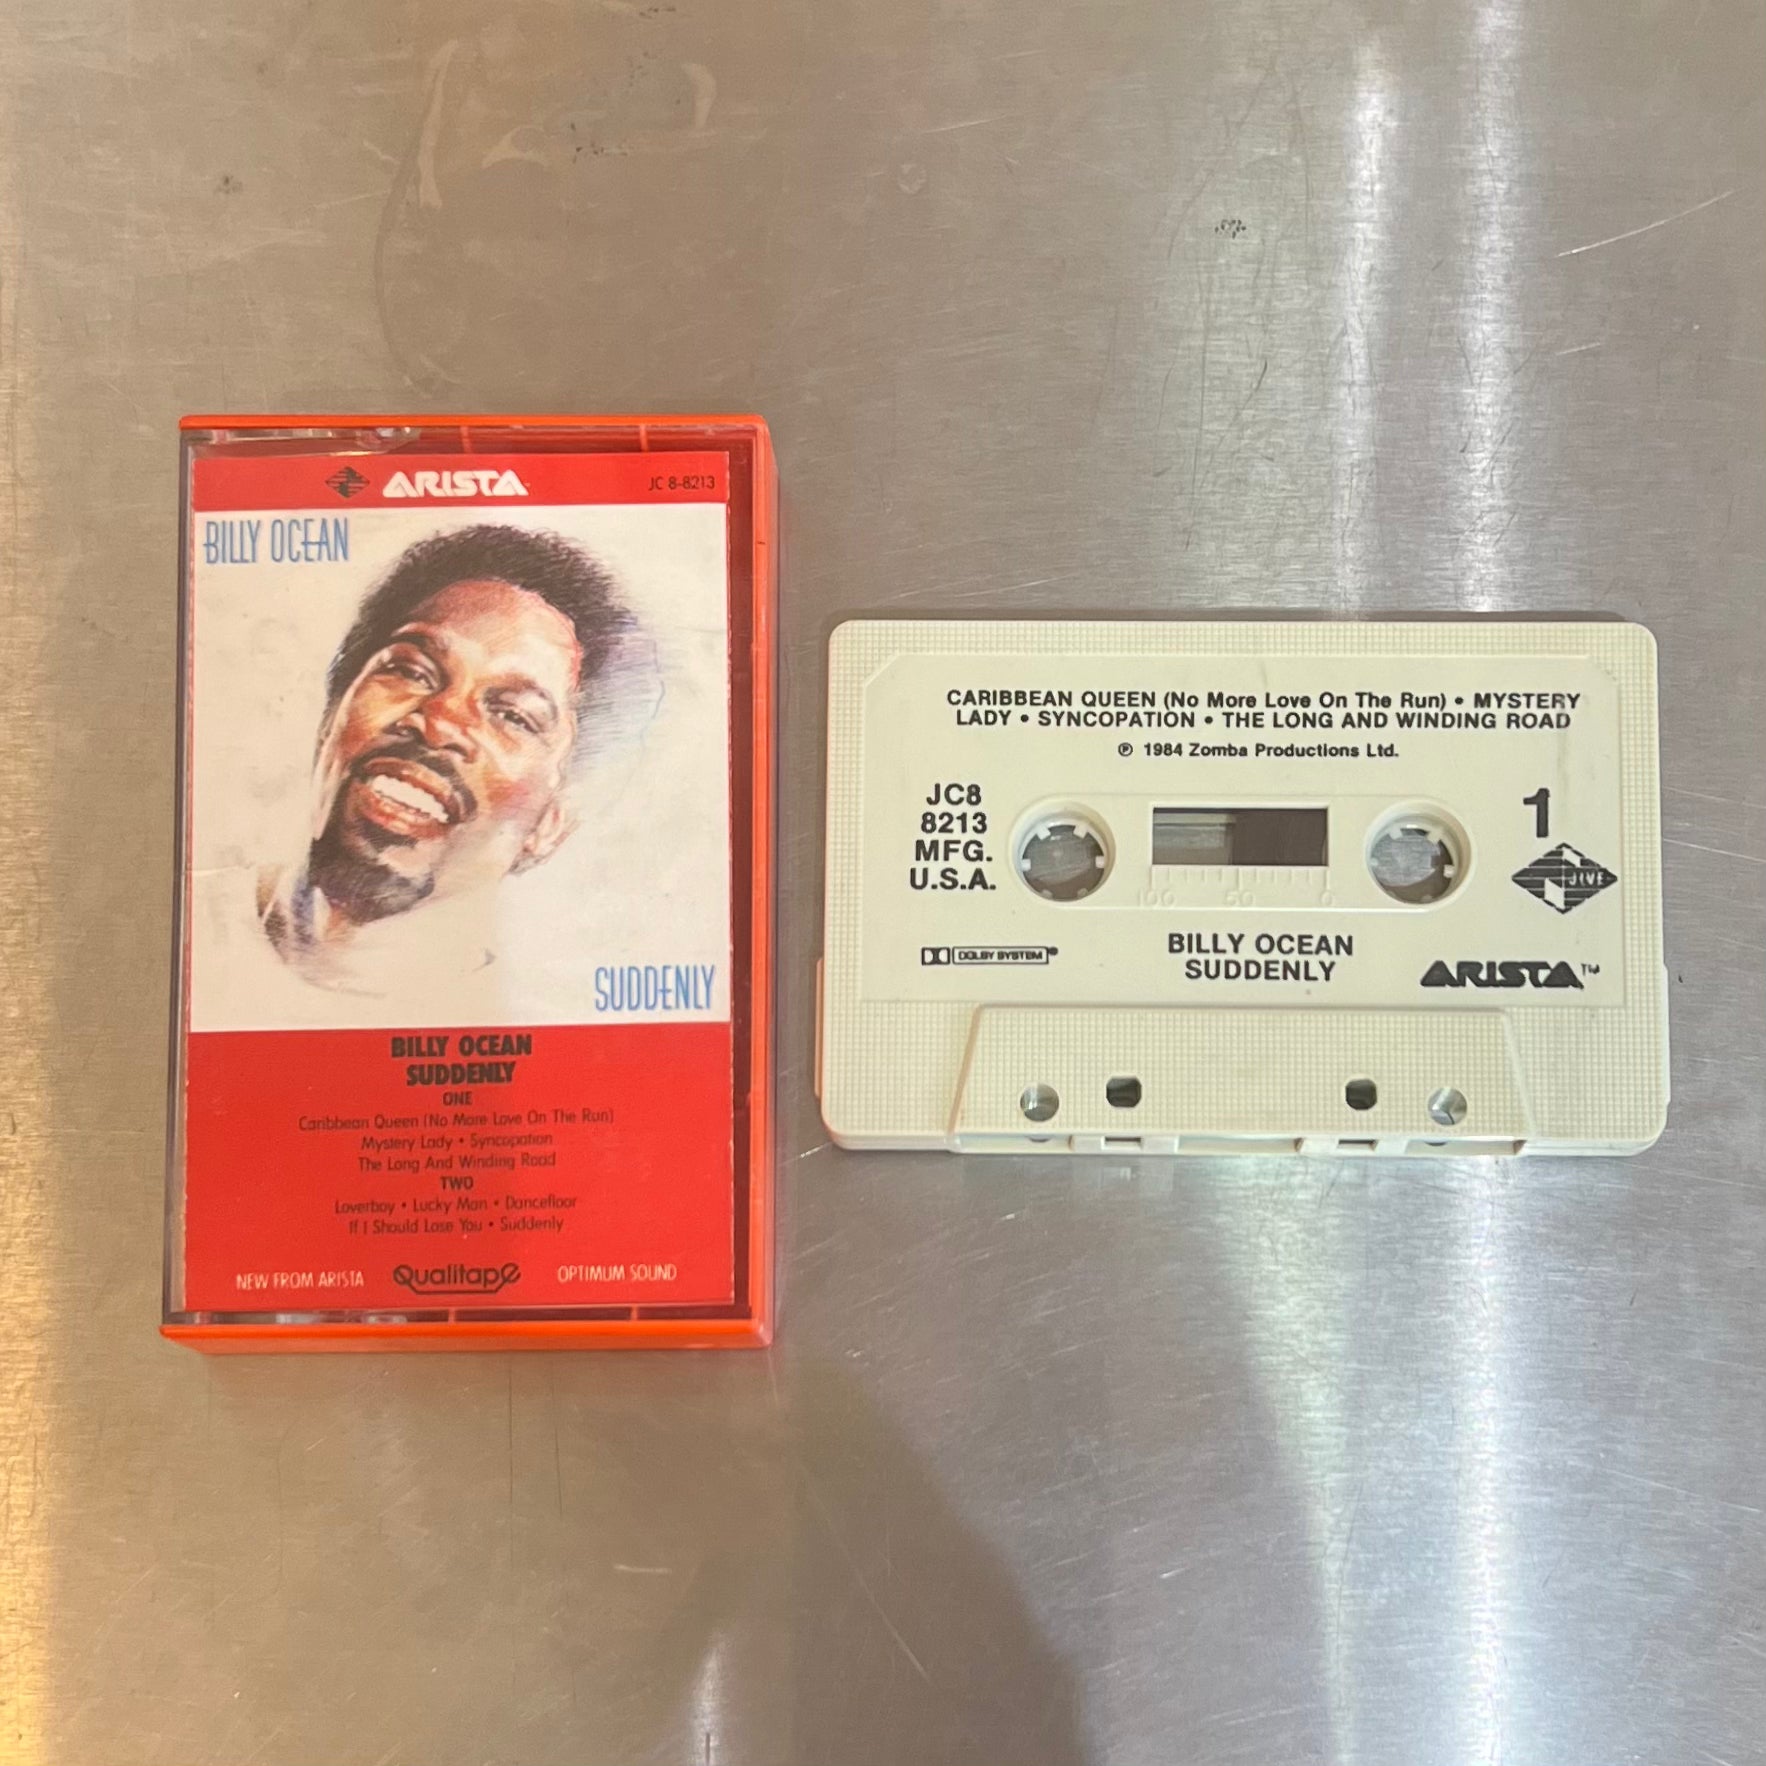 ARISTA
JC 8-8213
BILLY OCEAN
SUDDENLY
BILLY OCEAN
SUDDENLY
ONE
Caribbean Queen (No More Love On The Run)
Mystery Lady • Syncopation
The Long And Winding Road
TWO
Loverboy • Lucky Man • Dancefloor
If I Should Lose You • Suddenly
NEW FROM ARISTA
Qualitape
OPTIMUM SOUND
CARIBBEAN QUEEN (No More Love On The Run) • MYSTERY
LADY • SYNCOPATION • THE LONG AND WINDING ROAD
℗ 1984 Zomba Productions Ltd.
JC8
8213
MFG.
U.S.A.
1
JIVE
100 50 0
DOLBY SYSTEM®
BILLY OCEAN
SUDDENLY
ARISTA™